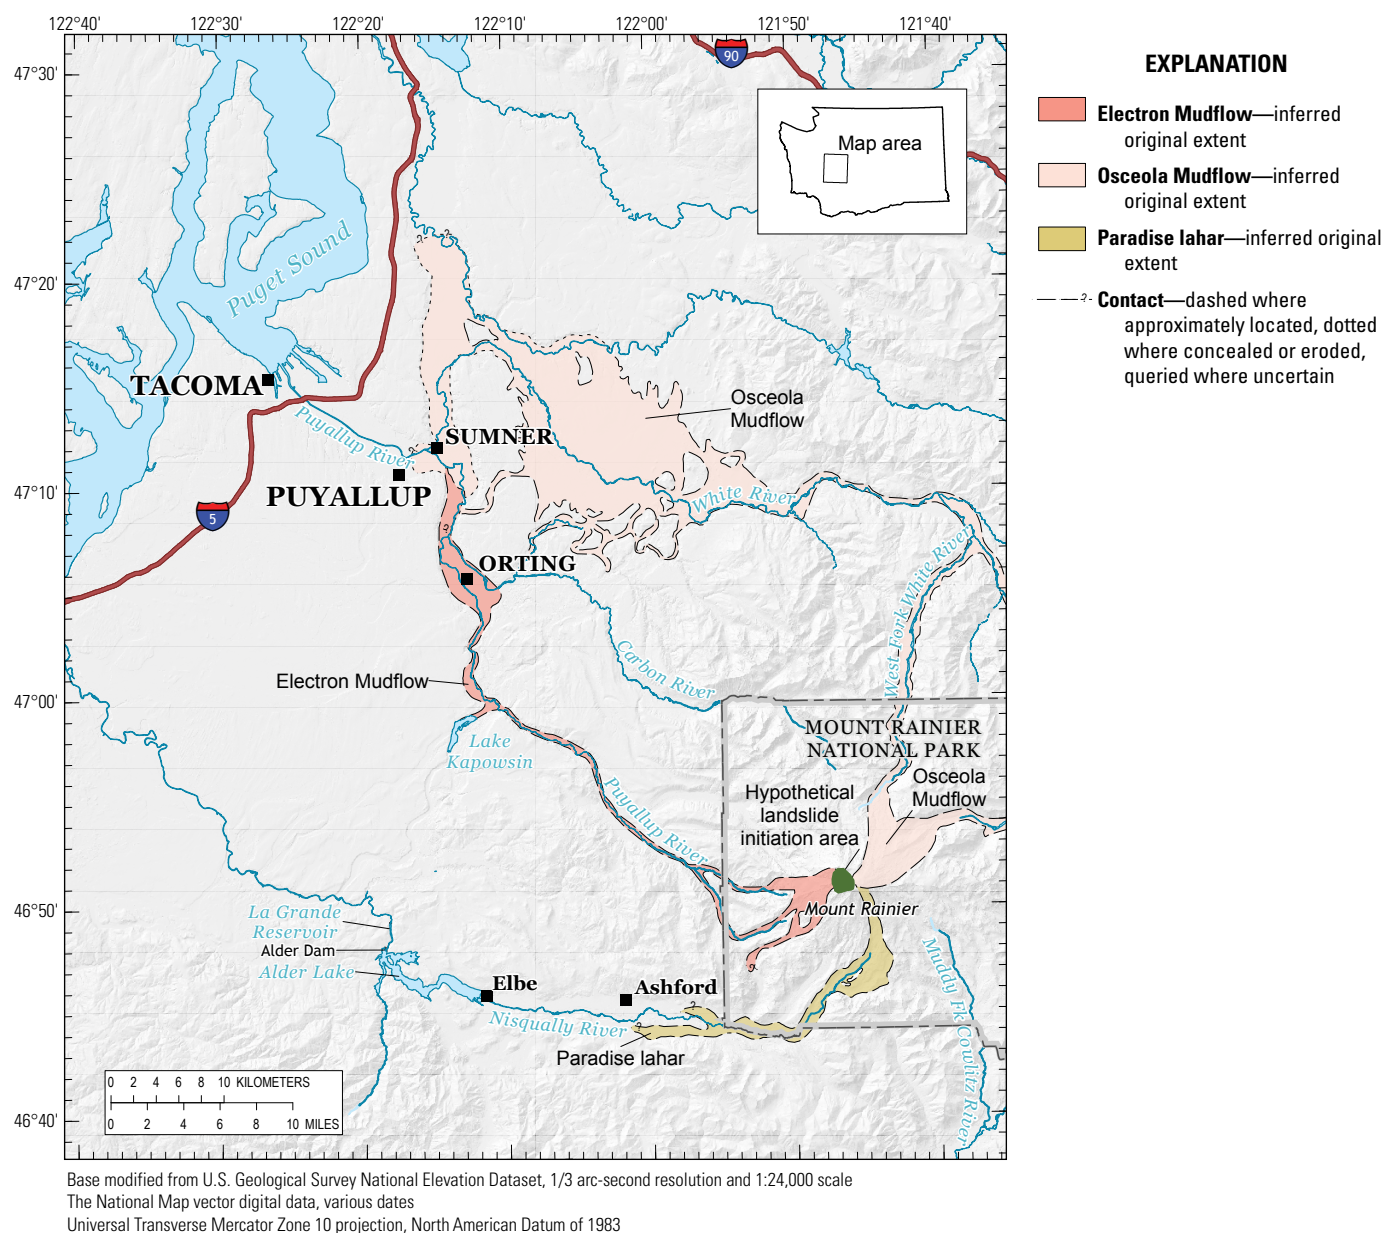 122°40'
122°30'
122°20'
122°10'
122°00'
121°50'
121°40'
47°30'
47°20'
47°10'
47°00'
46°50'
46°40'
90
Map area
Puget Sound
TACOMA
Puyallup River
SUMNER
PUYALLUP
5
Osceola
Mudflow
White River
ORTING
West Fork White River
Carbon River
Electron Mudflow
Lake
Kapowsin
MOUNT RAINIER
NATIONAL PARK
Osceola
Mudflow
Hypothetical
landslide
initiation area
Puyallup River
Mount Rainier
La Grande
Reservoir
Alder Dam
Alder Lake
Elbe
Ashford
Nisqually River
Paradise lahar
Muddy Fk Cowlitz River
?
?
?
?
?
?
?
0 2 4 6 8 10 KILOMETERS
0 2 4 6 8 10 MILES
EXPLANATION
Electron Mudflow—inferred
original extent
Osceola Mudflow—inferred
original extent
Paradise lahar—inferred original
extent
? Contact—dashed where
approximately located, dotted
where concealed or eroded,
queried where uncertain
Base modified from U.S. Geological Survey National Elevation Dataset, 1/3 arc-second resolution and 1:24,000 scale
The National Map vector digital data, various dates
Universal Transverse Mercator Zone 10 projection, North American Datum of 1983